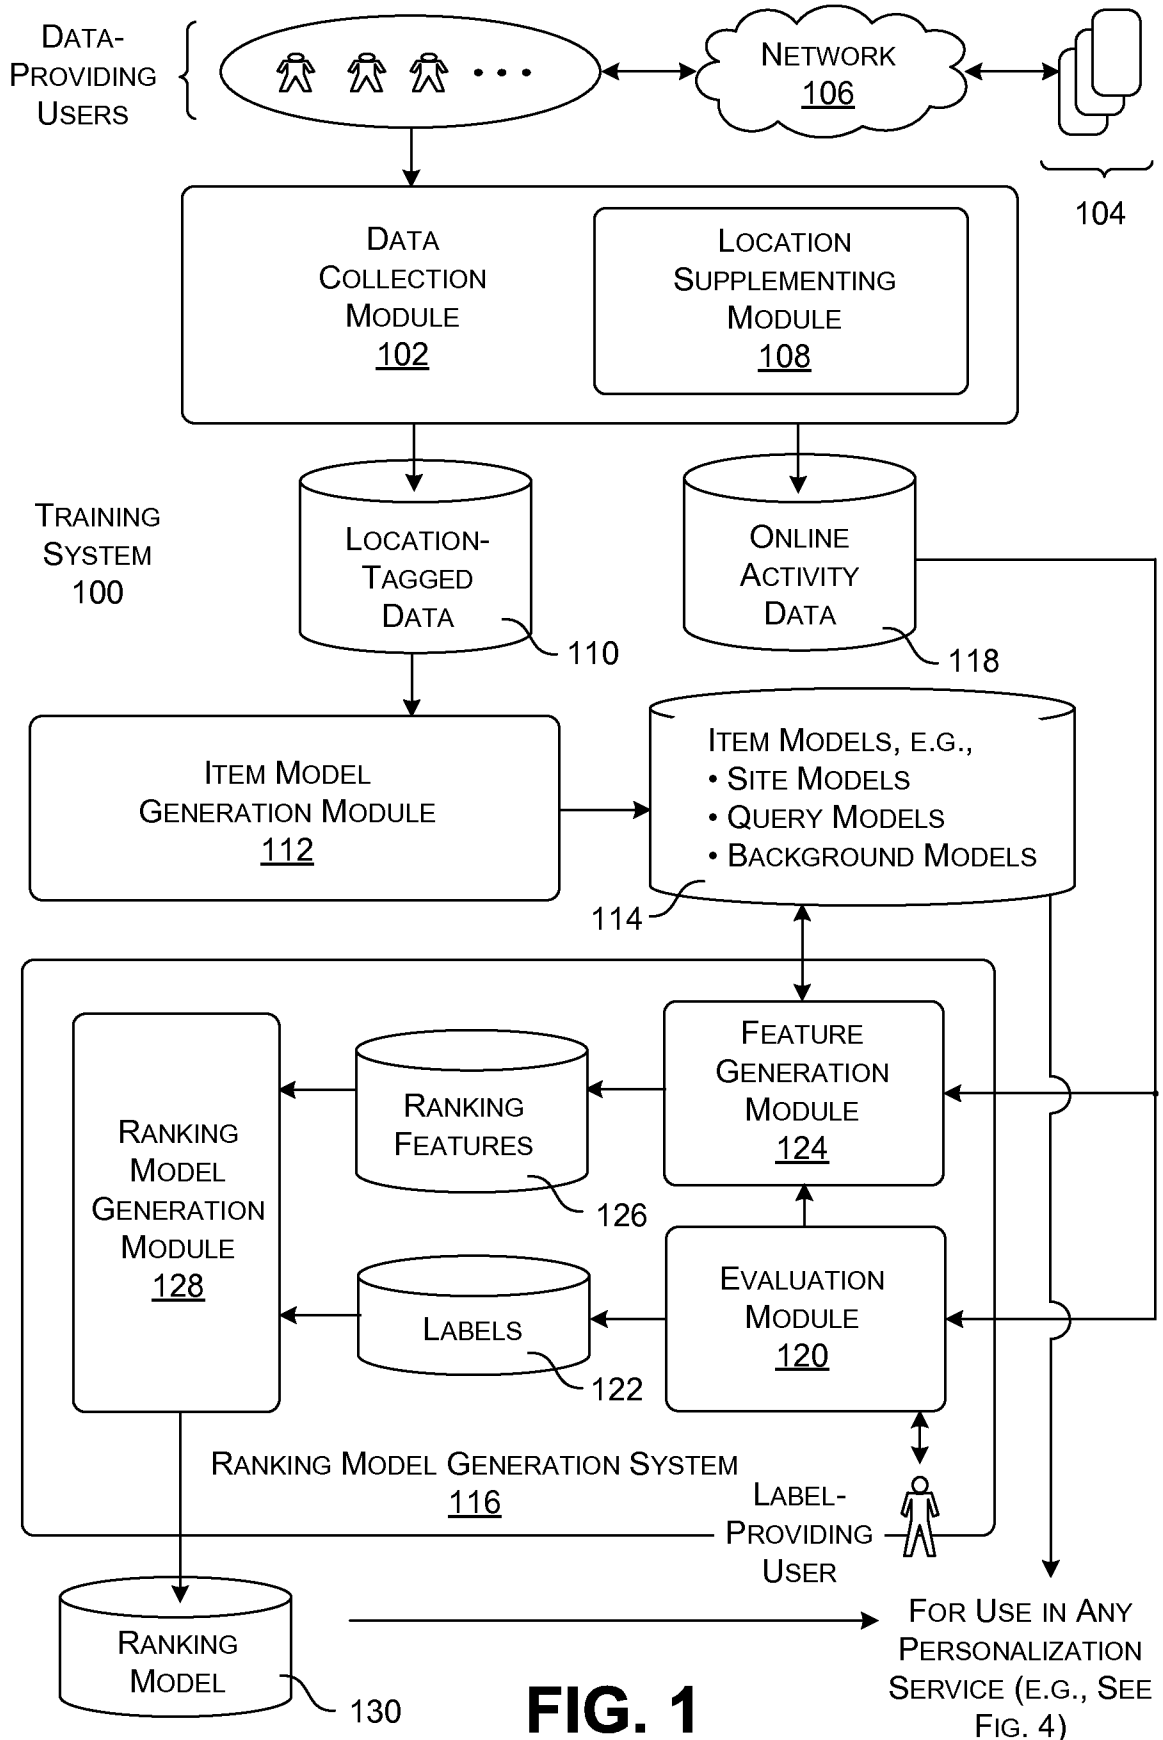 DATA-
PROVIDING
USERS
NETWORK
106
104
DATA
COLLECTION
MODULE
102
LOCATION
SUPPLEMENTING
MODULE
108
TRAINING
SYSTEM
100
LOCATION-
TAGGED
DATA
110
ONLINE
ACTIVITY
DATA
118
ITEM MODEL
GENERATION MODULE
112
ITEM MODELS, E.G.,
• SITE MODELS
• QUERY MODELS
• BACKGROUND MODELS
114
RANKING
MODEL
GENERATION
MODULE
128
RANKING
FEATURES
126
FEATURE
GENERATION
MODULE
124
LABELS
122
EVALUATION
MODULE
120
RANKING MODEL GENERATION SYSTEM
116
LABEL-
PROVIDING
USER
RANKING
MODEL
130
FOR USE IN ANY
PERSONALIZATION
SERVICE (E.G., SEE
FIG. 4)
FIG. 1